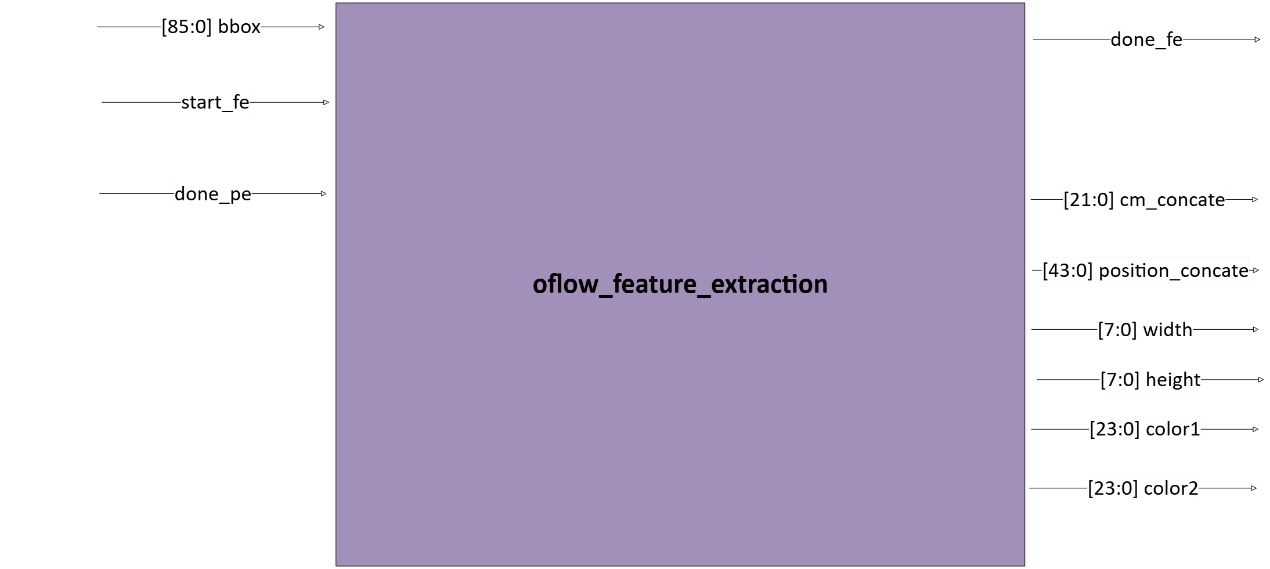 [85:0] bbox
start_fe
done_pe
oflow_feature_extraction
done_fe
[21:0] cm_concate
[43:0] position_concate
[7:0] width
[7:0] height
[23:0] color1
[23:0] color2